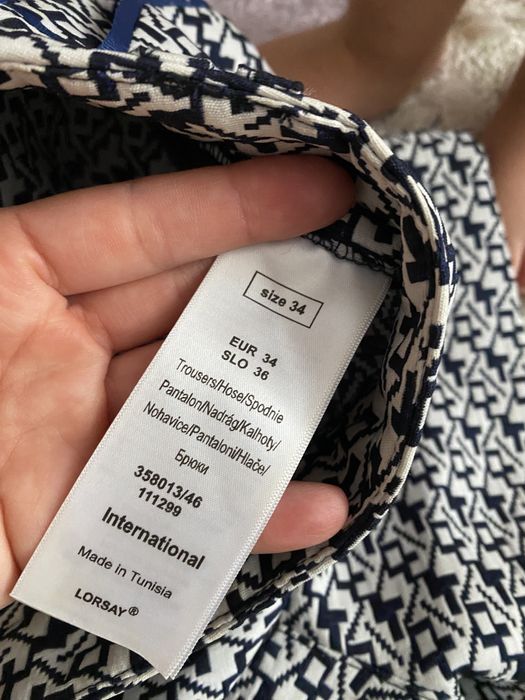 size 34
EUR 34
SLO 36
Trousers/Hose/Spodnie
Pantalon/Nadrág/Kalhoty/
Nohavice/Pantaloni/Hlače/
Брюки
358013/46
111299
International
Made in Tunisia
LORSAY®